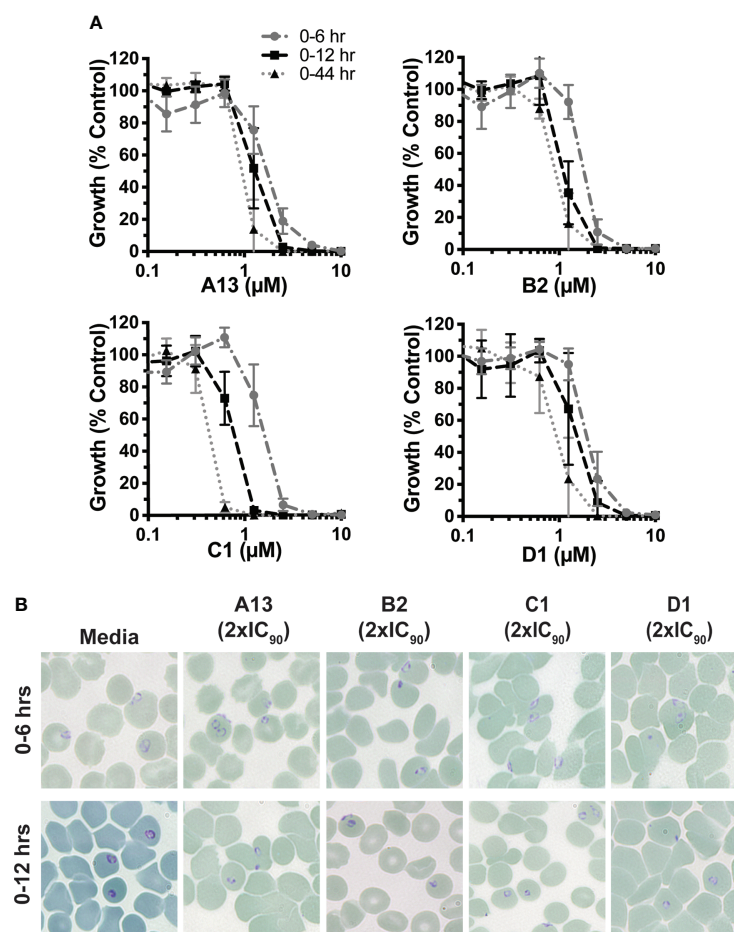 A
0-6 hr
0-12 hr
0-44 hr
120
100
80
60
40
20
0
Growth (% Control)
0.1
1
10
A13 (μM)
120
100
80
60
40
20
0
Growth (% Control)
0.1
1
10
B2 (μM)
120
100
80
60
40
20
0
Growth (% Control)
0.1
1
10
C1 (μM)
120
100
80
60
40
20
0
Growth (% Control)
0.1
1
10
D1 (μM)
B
Media
A13
(2xIC90)
B2
(2xIC90)
C1
(2xIC90)
D1
(2xIC90)
0-6 hrs
0-12 hrs